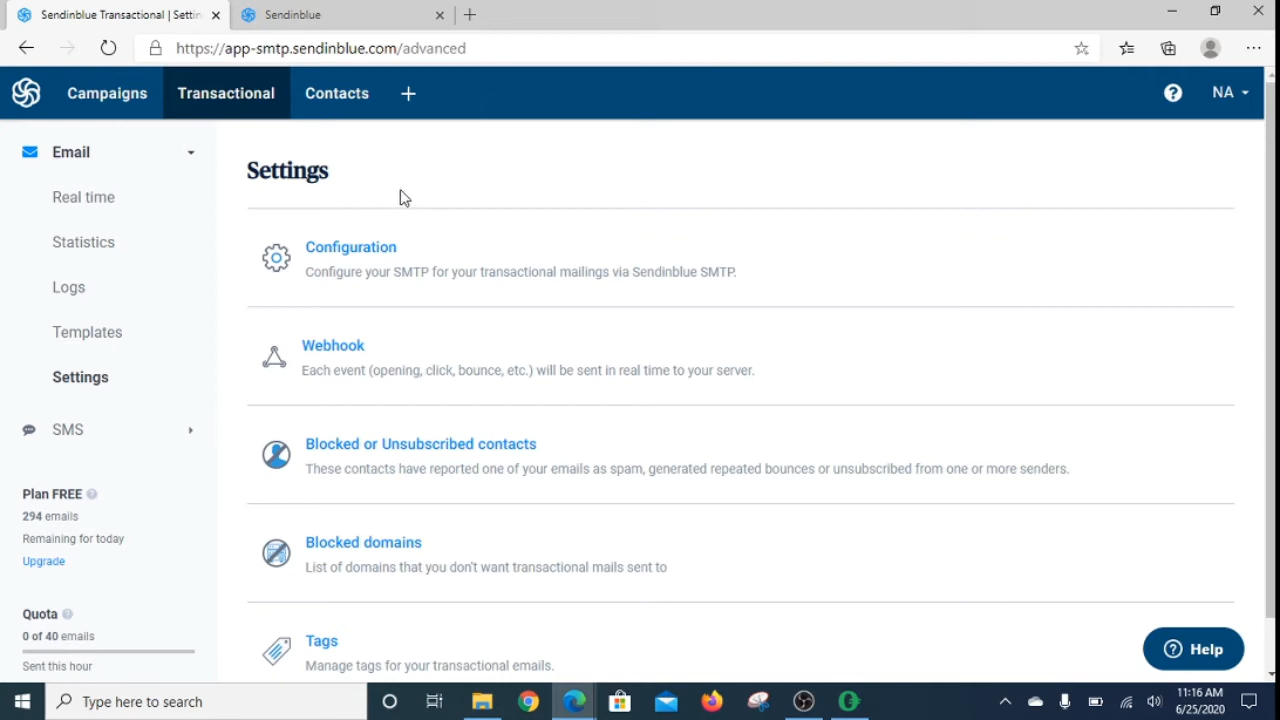 Sendinblue Transactional | Settin
Sendinblue
https://app-smtp.sendinblue.com/advanced
Campaigns
Transactional
Contacts
NA
Email
Real time
Statistics
Logs
Templates
Settings
SMS
Plan FREE
294 emails
Remaining for today
Upgrade
Quota
0 of 40 emails
Sent this hour
Settings
Configuration
Configure your SMTP for your transactional mailings via Sendinblue SMTP.
Webhook
Each event (opening, click, bounce, etc.) will be sent in real time to your server.
Blocked or Unsubscribed contacts
These contacts have reported one of your emails as spam, generated repeated bounces or unsubscribed from one or more senders.
Blocked domains
List of domains that you don't want transactional mails sent to
Tags
Manage tags for your transactional emails.
Help
Type here to search
11:16 AM
6/25/2020